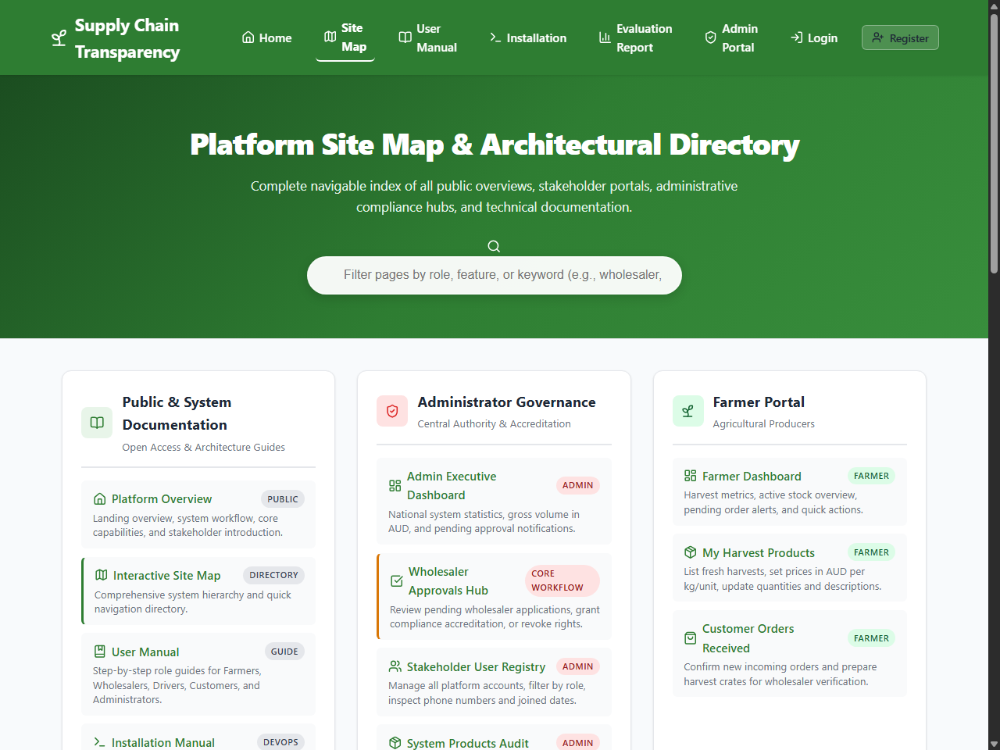 Supply Chain
Transparency
Home
Site
Map
User
Manual
Installation
Evaluation
Report
Admin
Portal
Login
Register
Platform Site Map & Architectural Directory
Complete navigable index of all public overviews, stakeholder portals, administrative
compliance hubs, and technical documentation.
Filter pages by role, feature, or keyword (e.g., wholesaler,
Public & System
Documentation
Open Access & Architecture Guides
Platform Overview
PUBLIC
Landing overview, system workflow, core
capabilities, and stakeholder introduction.
Interactive Site Map
DIRECTORY
Comprehensive system hierarchy and quick
navigation directory.
User Manual
GUIDE
Step-by-step role guides for Farmers,
Wholesalers, Drivers, Customers, and
Administrators.
Installation Manual
DEVOPS
Administrator Governance
Central Authority & Accreditation
Admin Executive
Dashboard
ADMIN
National system statistics, gross volume in
AUD, and pending approval notifications.
Wholesaler
Approvals Hub
CORE
WORKFLOW
Review pending wholesaler applications, grant
compliance accreditation, or revoke rights.
Stakeholder User Registry
ADMIN
Manage all platform accounts, filter by role,
inspect phone numbers and joined dates.
System Products Audit
ADMIN
Farmer Portal
Agricultural Producers
Farmer Dashboard
FARMER
Harvest metrics, active stock overview,
pending order alerts, and quick actions.
My Harvest Products
FARMER
List fresh harvests, set prices in AUD per
kg/unit, update quantities and descriptions.
Customer Orders
Received
FARMER
Confirm new incoming orders and prepare
harvest crates for wholesaler verification.